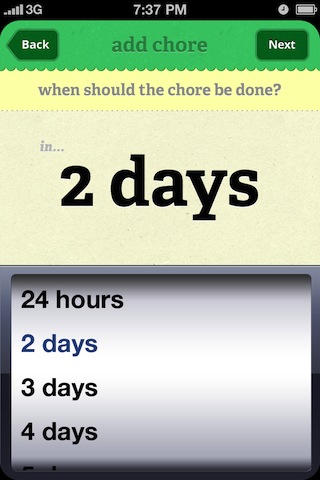 3G 7:37 PM
Back add chore Next
when should the chore be done?
in...
2 days
24 hours
2 days
3 days
4 days